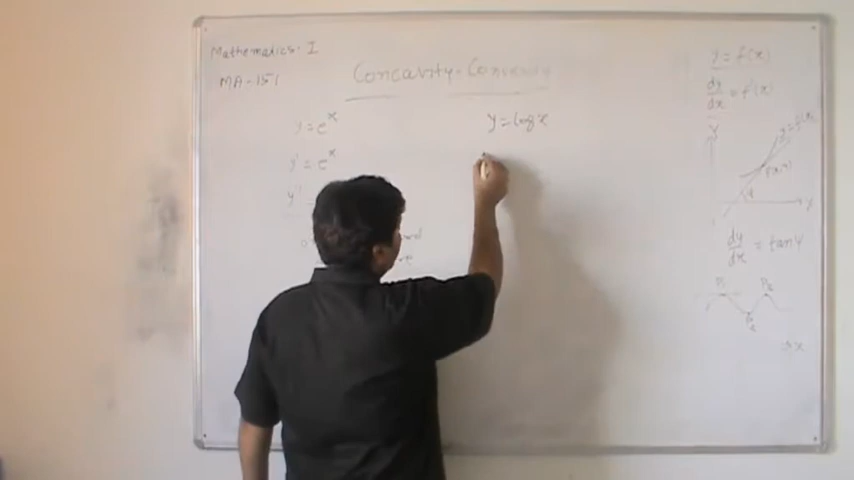 Mathematics - I
MA-151
Concavity - Convexity
y = e^x
y' = e^x
y''
y = log x
y = f(x)
dy/dx = f'(x)
Y
y = f(x)
P(x, y)
ψ
X
dy/dx = tan ψ
P₁
P₃
P₂